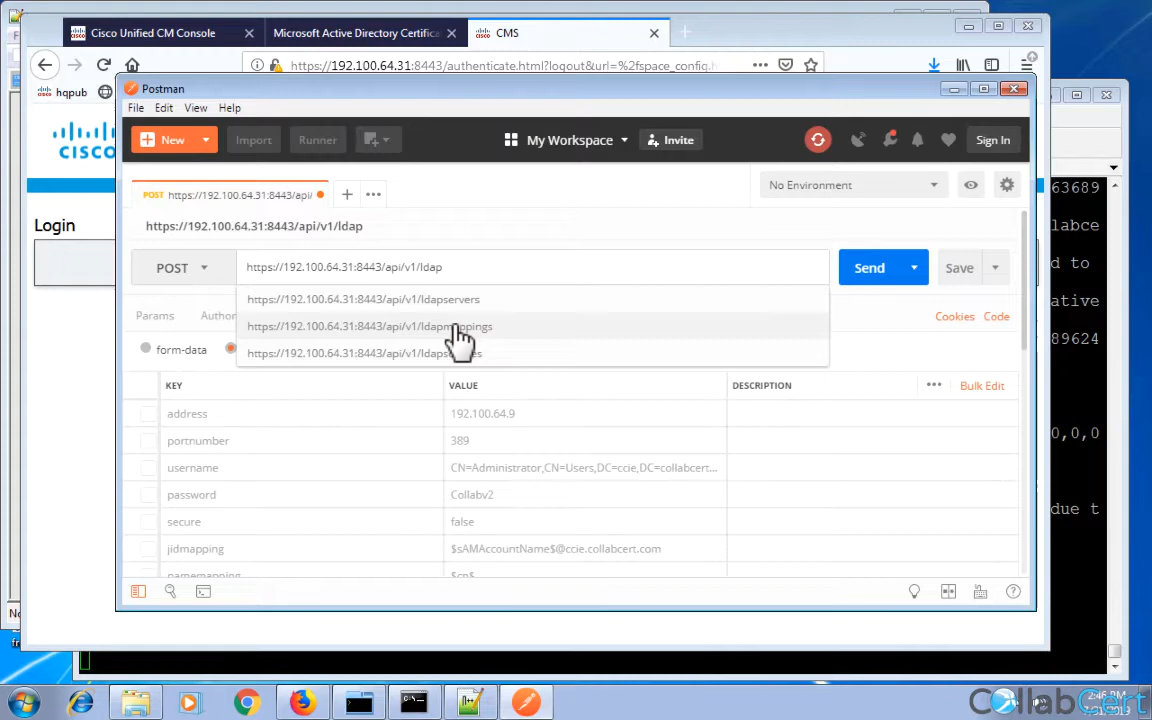 Cisco Unified CM Console
Microsoft Active Directory Certifica
CMS
https://192.100.64.31:8443/authenticate.html?logout&url=%2fspace_config.h
hqpub
cisco
Login
Postman
File Edit View Help
New Import Runner My Workspace Invite Sign In
POST https://192.100.64.31:8443/api/
No Environment
https://192.100.64.31:8443/api/v1/ldap
POST https://192.100.64.31:8443/api/v1/ldap Send Save
https://192.100.64.31:8443/api/v1/ldapservers
https://192.100.64.31:8443/api/v1/ldapmappings
https://192.100.64.31:8443/api/v1/
Params Cookies Code
form-data
KEY VALUE DESCRIPTION Bulk Edit
address 192.100.64.9
portnumber 389
username CN=Administrator,CN=Users,DC=ccie,DC=collabcert...
password Collabv2
secure false
jidmapping $sAMAccountName$@ccie.collabcert.com
namemapping $cn$
63689
labce
d to
ative
89624
0,0,0
due t
CollabCert